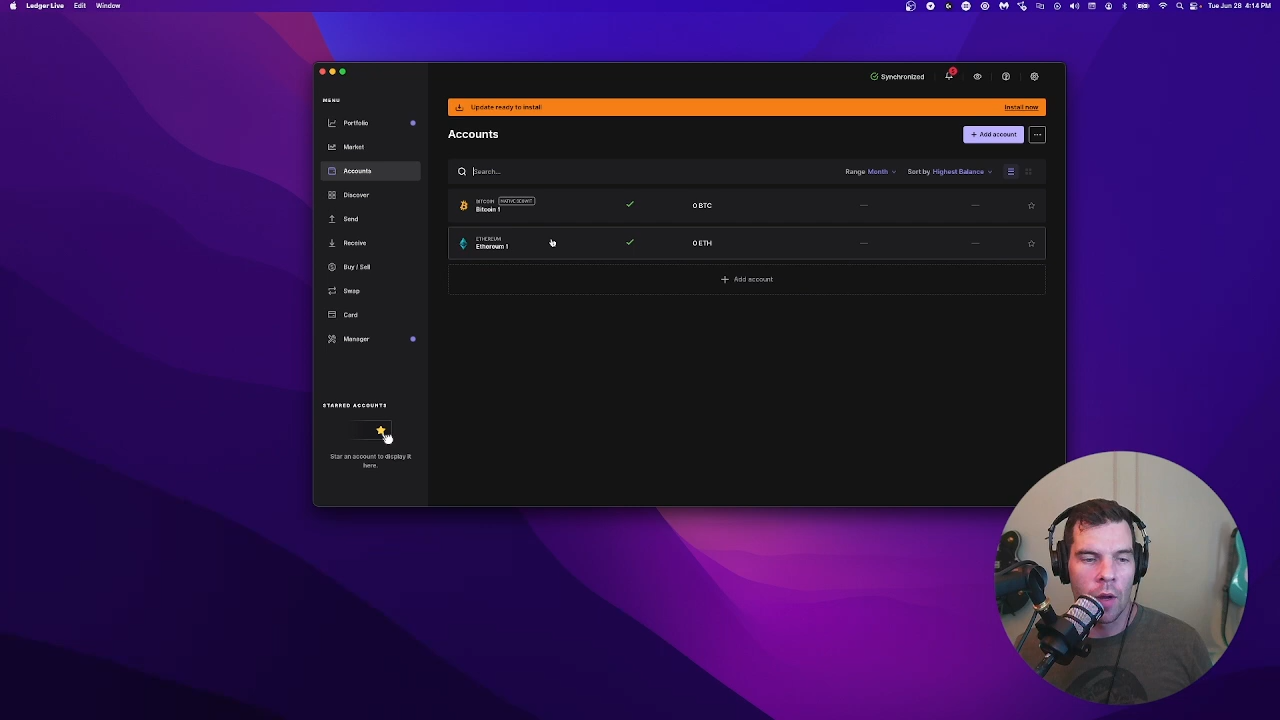 Ledger Live Edit Window Tue Jun 28 4:14 PM
Synchronized
MENU
Portfolio
Market
Accounts
Discover
Send
Receive
Buy / Sell
Swap
Card
Manager
STARRED ACCOUNTS
Star an account to display it
here.
Update ready to install Install now
Accounts
+ Add account
Search... Range Month Sort by Highest Balance
BITCOIN NATIVE SEGWIT
Bitcoin 1 0 BTC — —
ETHEREUM
Ethereum 1 0 ETH — —
+ Add account